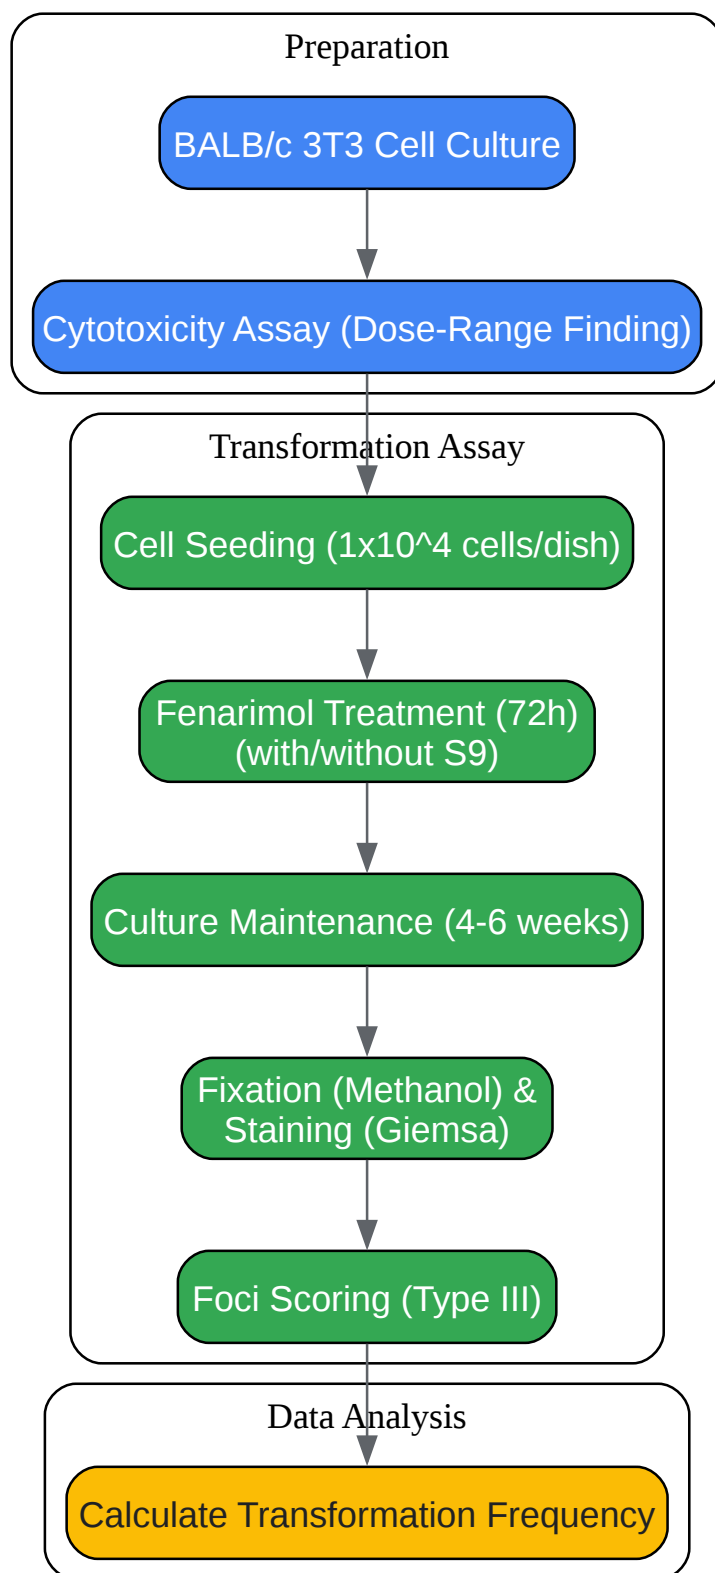 Preparation
BALB/c 3T3 Cell Culture
Cytotoxicity Assay (Dose-Range Finding)
Transformation Assay
Cell Seeding (1x10^4 cells/dish)
Fenarimol Treatment (72h)
(with/without S9)
Culture Maintenance (4-6 weeks)
Fixation (Methanol) &
Staining (Giemsa)
Foci Scoring (Type III)
Data Analysis
Calculate Transformation Frequency